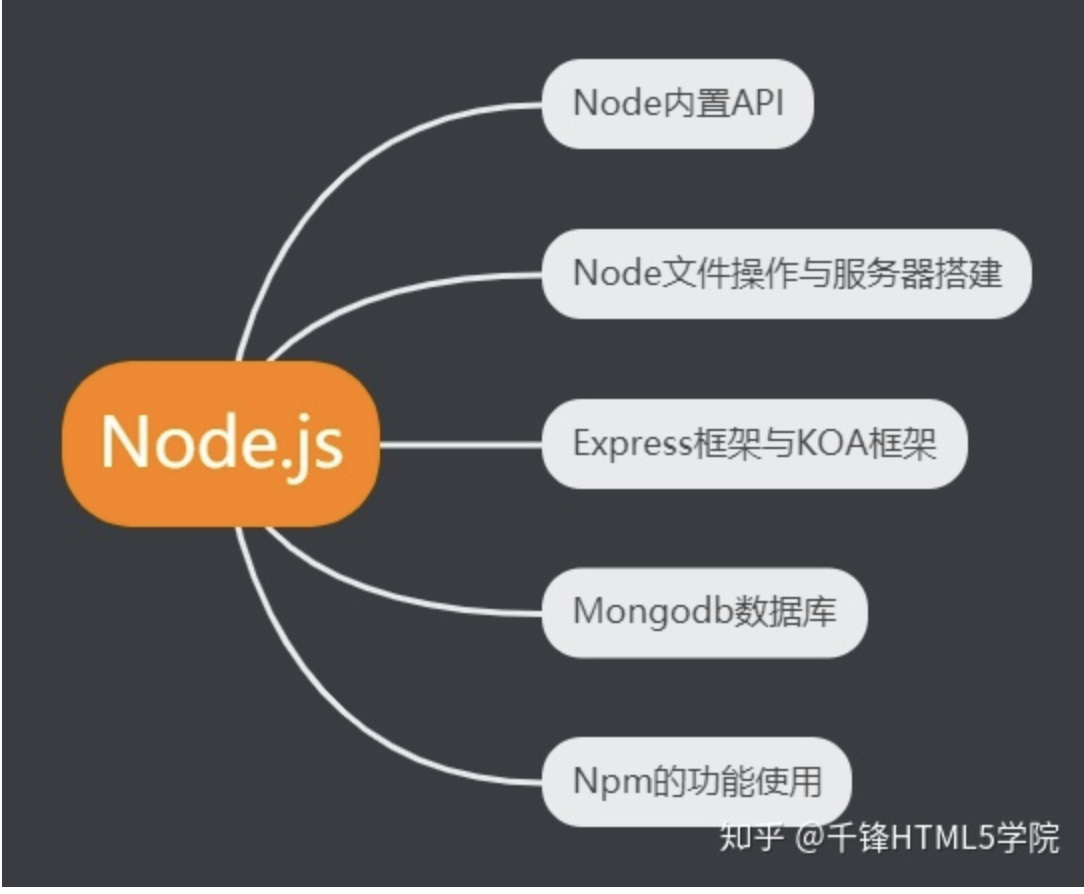 Node内置API
Node文件操作与服务器搭建
Node.js
Express框架与KOA框架
Mongodb数据库
Npm的功能使用
知乎 @千锋HTML5学院